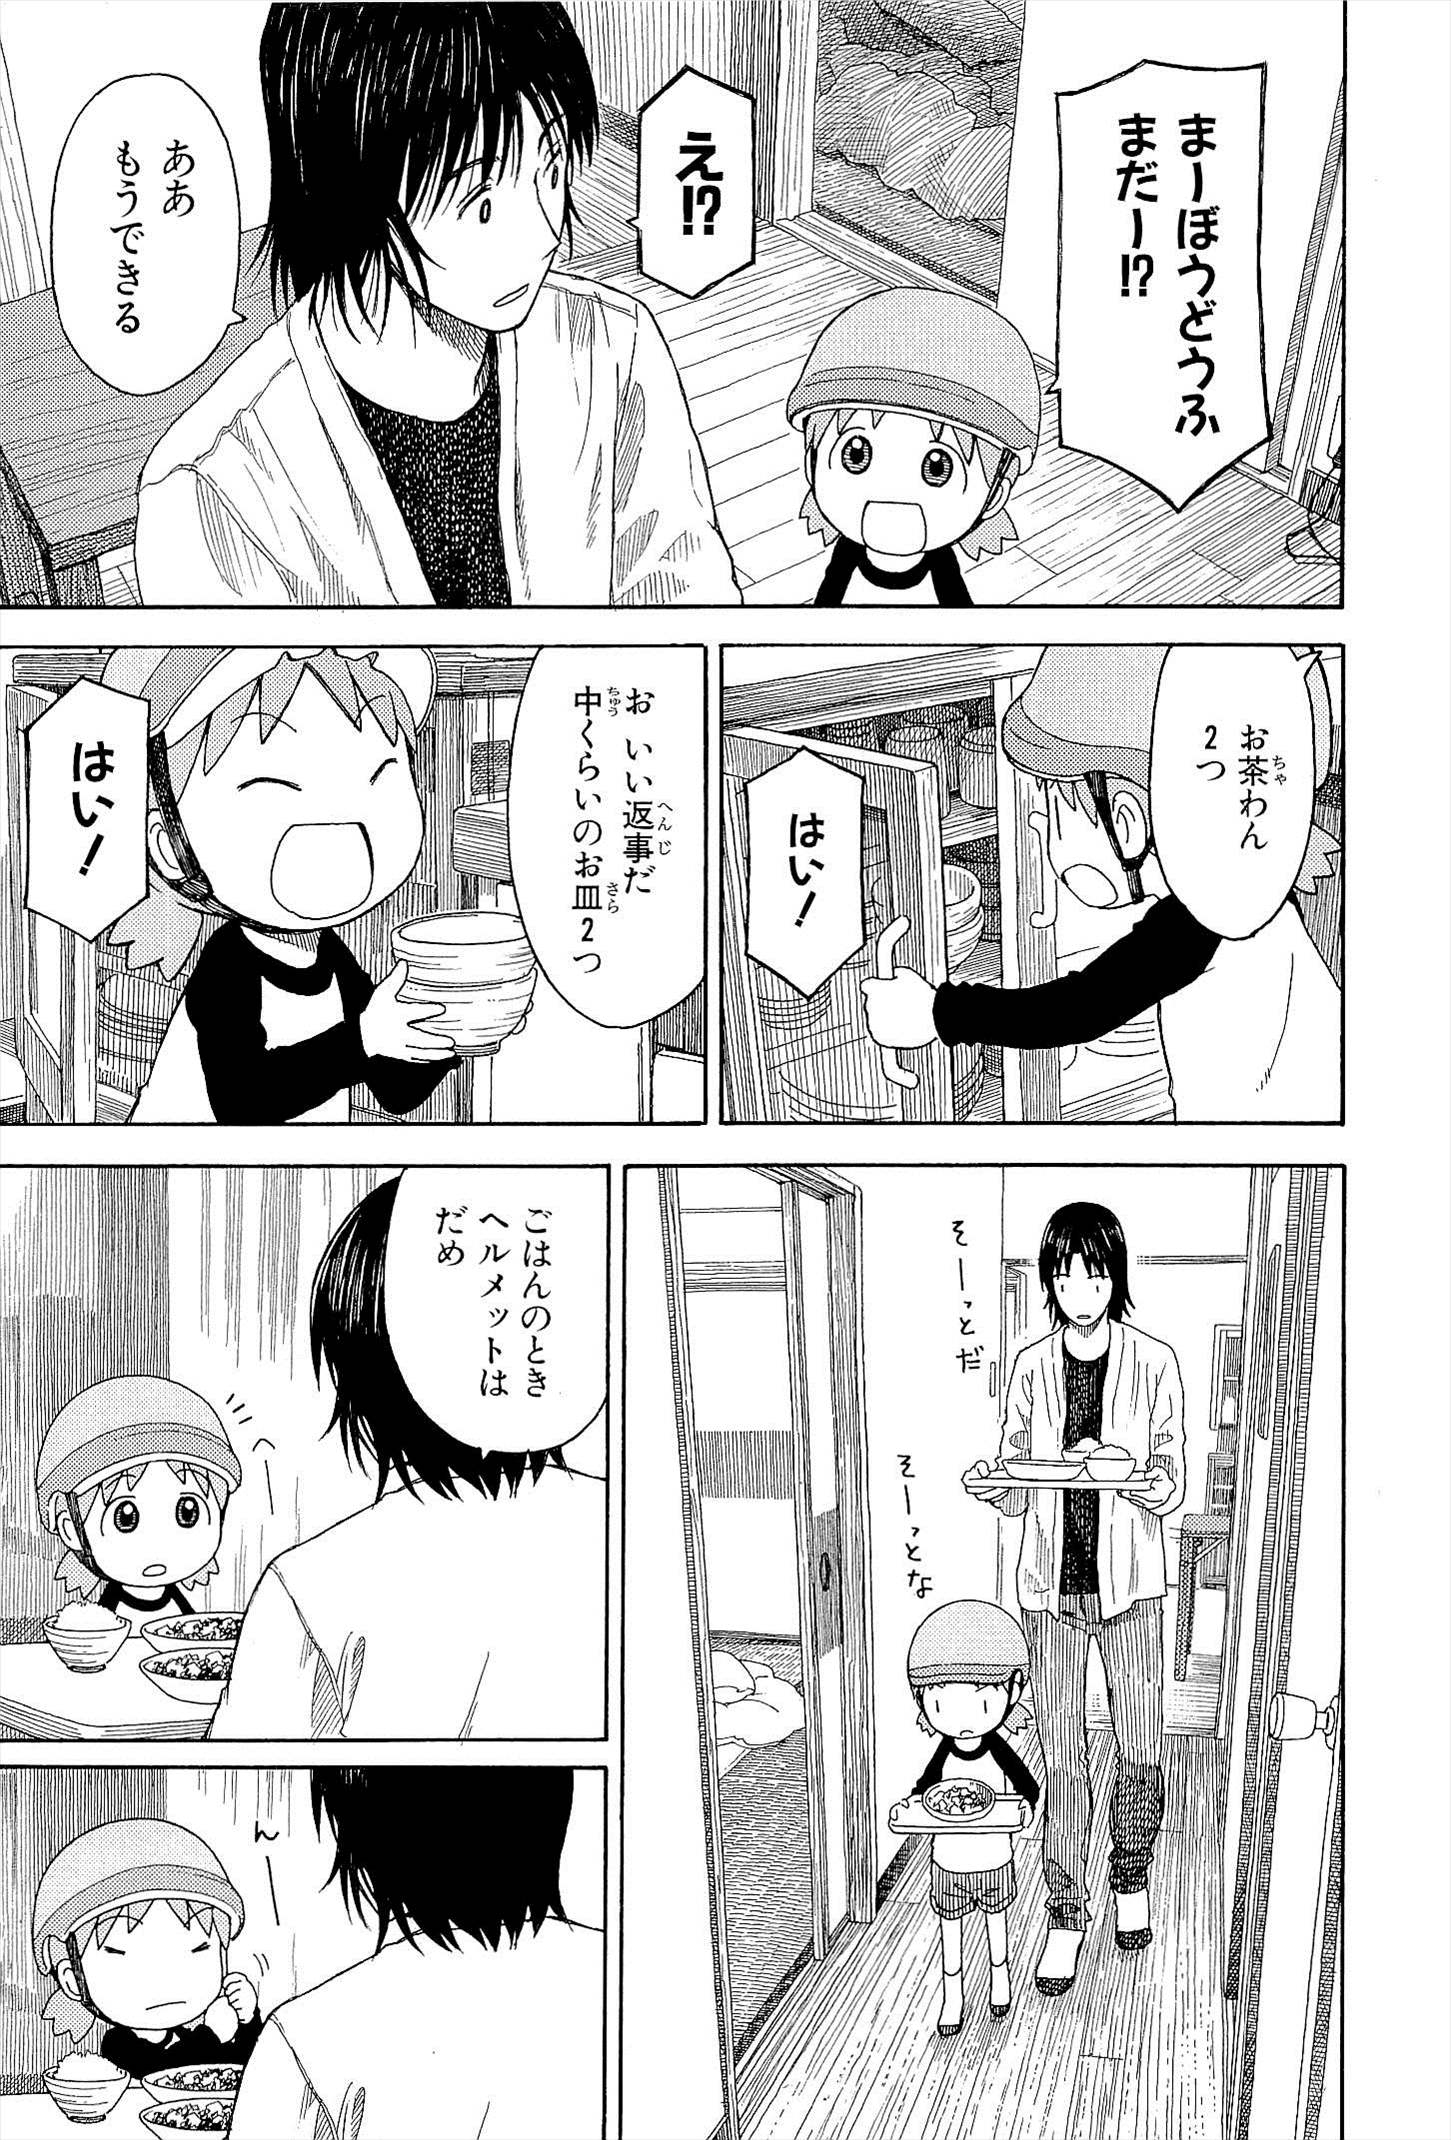 まーぼうどうふ
まだー!?
え!?
ああ
もうできる
お茶わん
2つ
はい!
お いい返事だ
中くらいのお皿2つ
はい!
そーっとだ
そーっとな
ごはんのとき
ヘルメットは
だめ
へー
んー